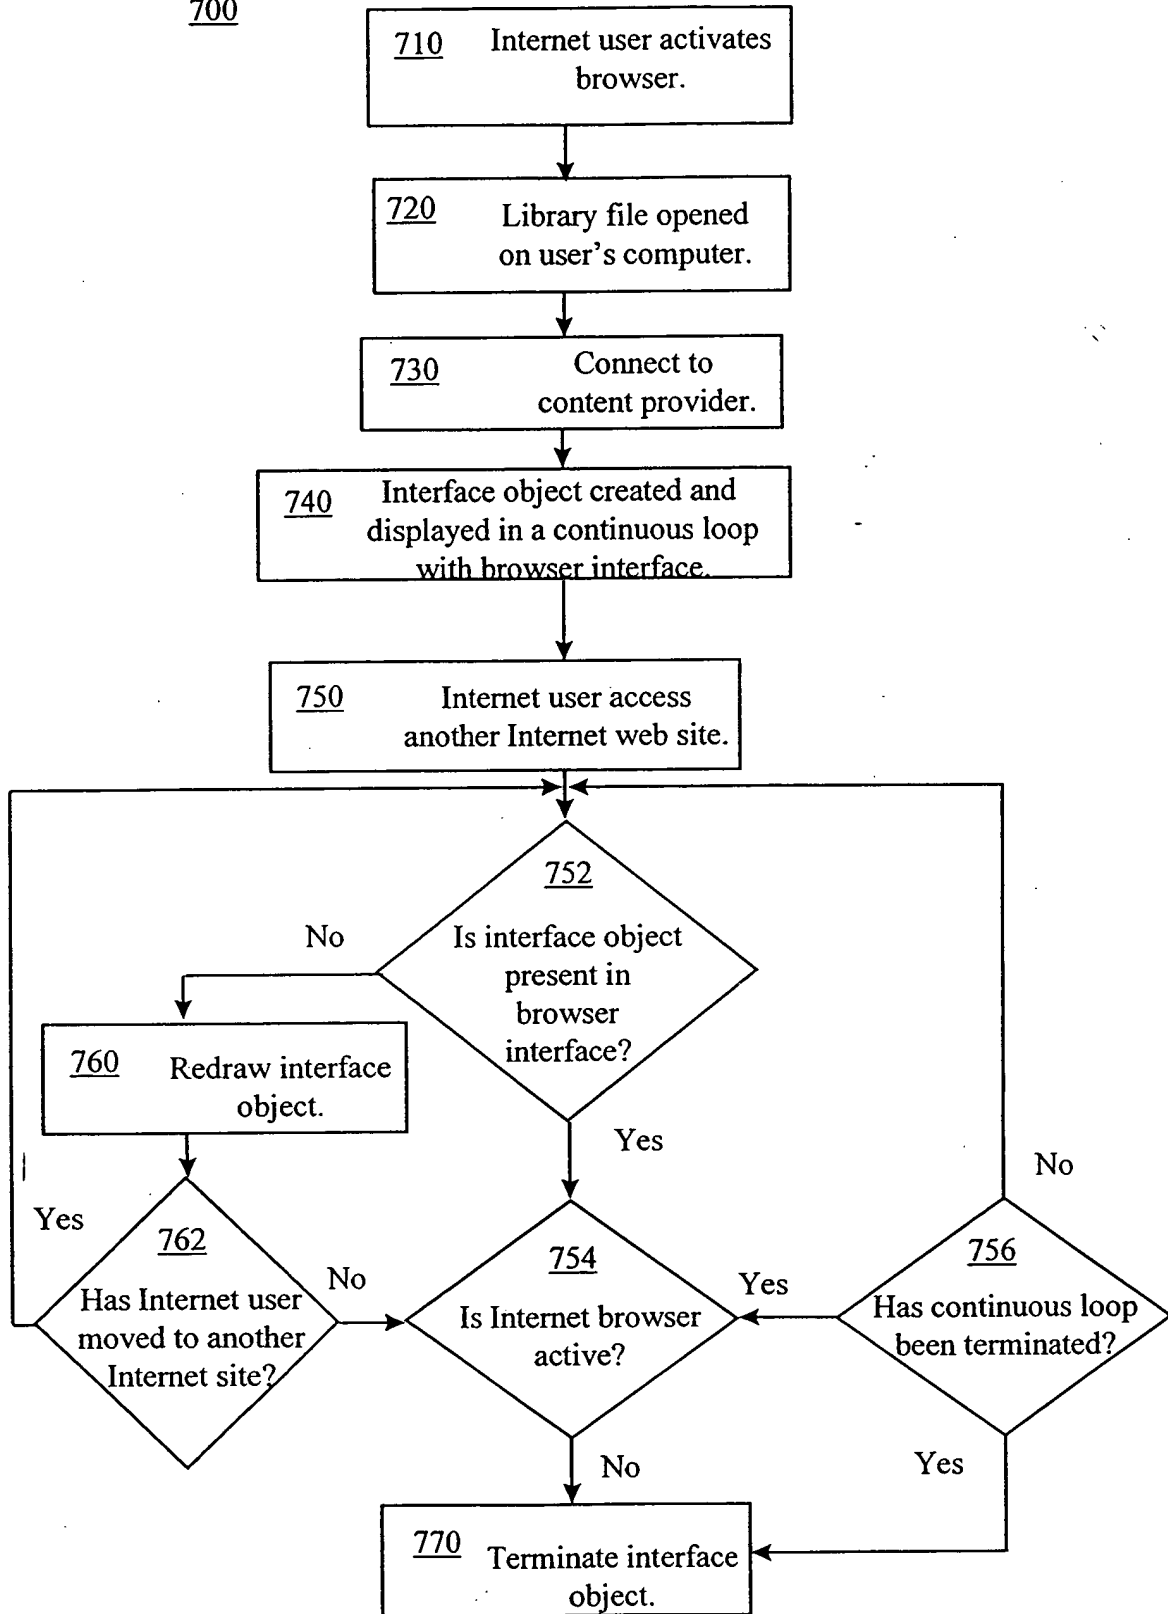 700
710 Internet user activates
browser.
720 Library file opened
on user's computer.
730 Connect to
content provider.
740 Interface object created and
displayed in a continuous loop
with browser interface.
750 Internet user access
another Internet web site.
752
No
Is interface object
present in
browser
interface?
760 Redraw interface
object.
Yes
No
Yes
762
Has Internet user
moved to another
Internet site?
No
754
Is Internet browser
active?
Yes
756
Has continuous loop
been terminated?
No
Yes
770 Terminate interface
object.